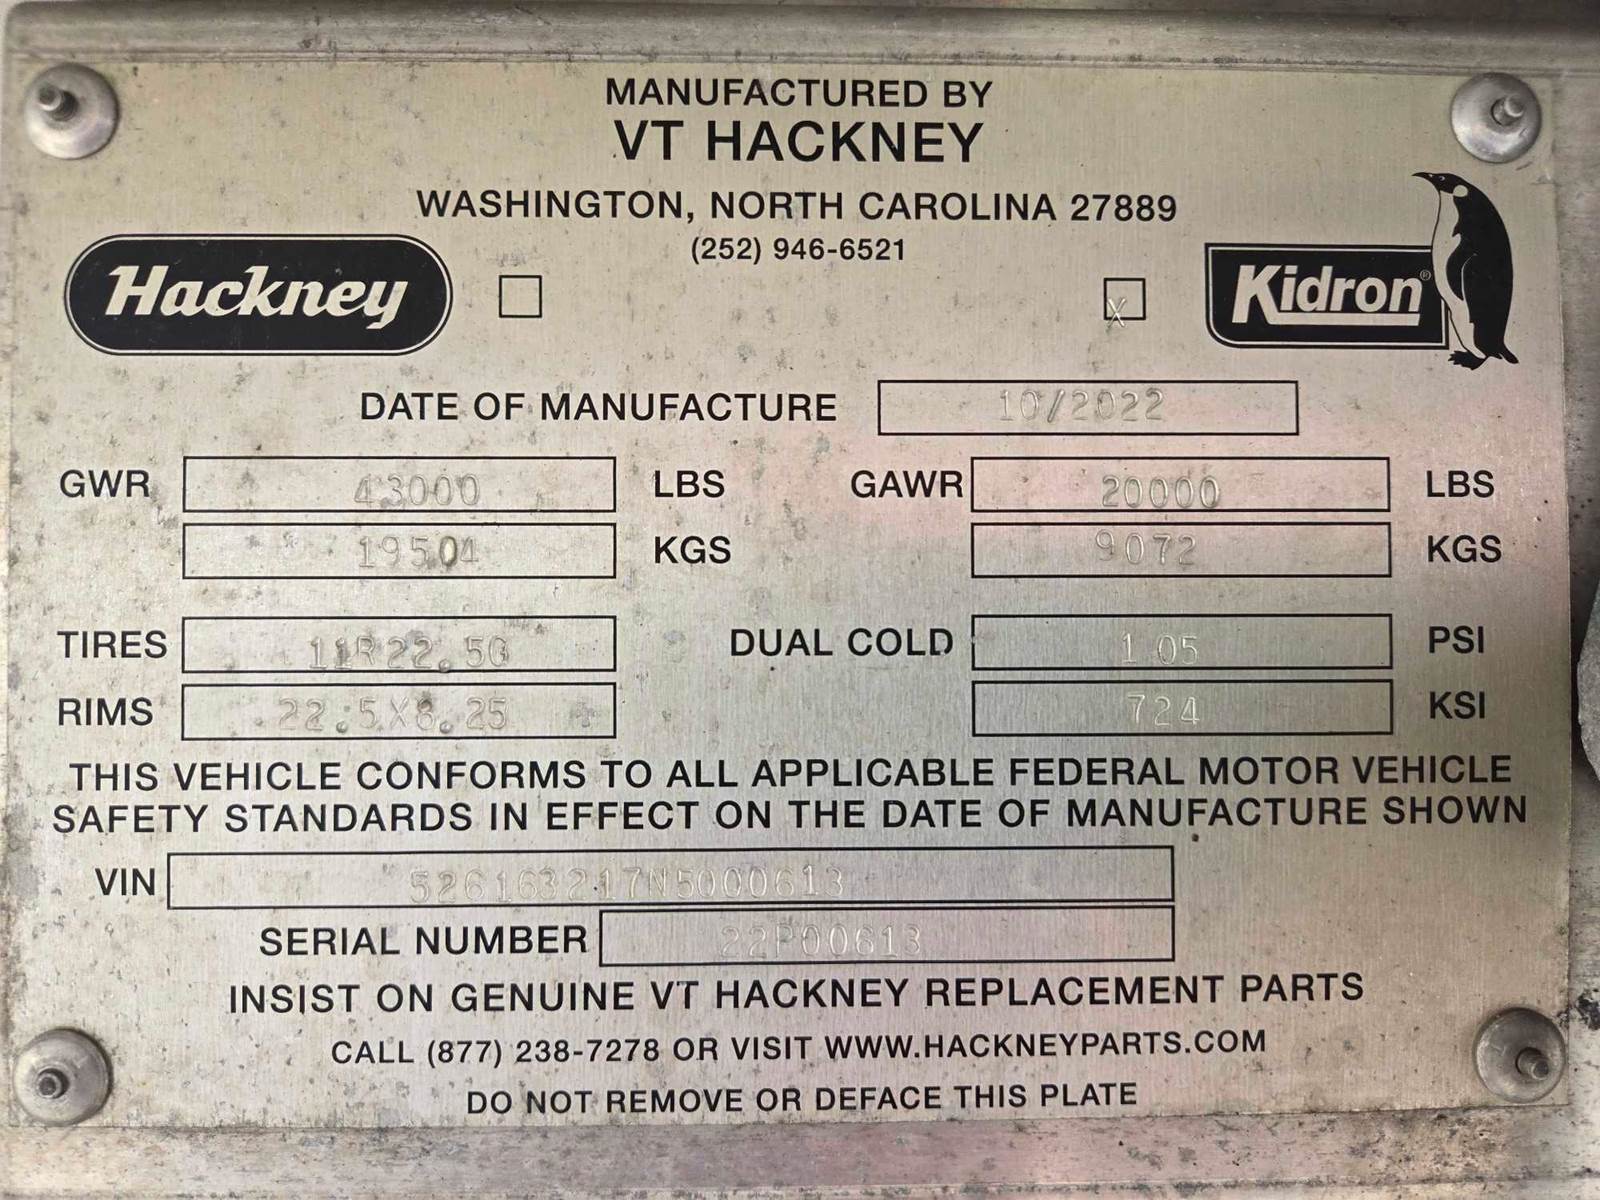 MANUFACTURED BY
VT HACKNEY
WASHINGTON, NORTH CAROLINA 27889
(252) 946-6521
Hackney X Kidron®
DATE OF MANUFACTURE 10/2022
GWR 43000 LBS GAWR 20000 LBS
19504 KGS 9072 KGS
TIRES 11R22.5G DUAL COLD 105 PSI
RIMS 22.5X8.25 724 KSI
THIS VEHICLE CONFORMS TO ALL APPLICABLE FEDERAL MOTOR VEHICLE
SAFETY STANDARDS IN EFFECT ON THE DATE OF MANUFACTURE SHOWN
VIN 526163217N5000613
SERIAL NUMBER 22P00613
INSIST ON GENUINE VT HACKNEY REPLACEMENT PARTS
CALL (877) 238-7278 OR VISIT WWW.HACKNEYPARTS.COM
DO NOT REMOVE OR DEFACE THIS PLATE